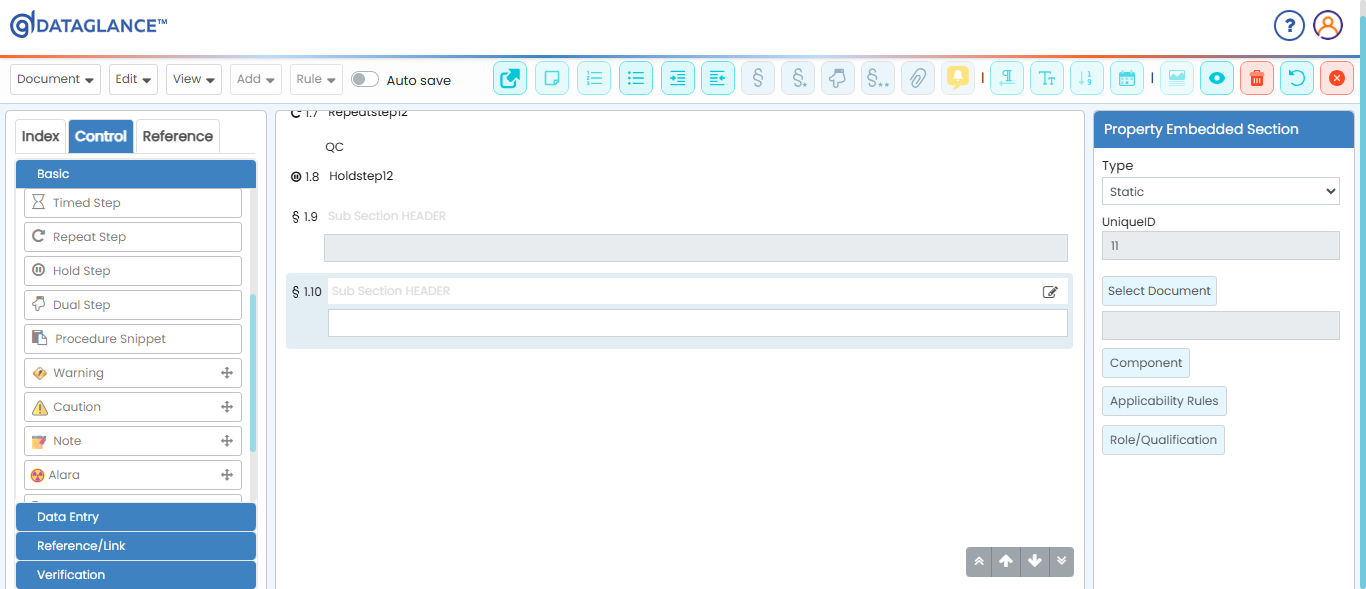 DATAGLANCE™
?
Document Edit View Add Rule Auto save
Index Control Reference
Basic
Timed Step
Repeat Step
Hold Step
Dual Step
Procedure Snippet
Warning
Caution
Note
Alara
Data Entry
Reference/Link
Verification
1.7 Repeatstep12
QC
1.8 Holdstep12
§ 1.9 Sub Section HEADER
§ 1.10 Sub Section HEADER
Property Embedded Section
Type
Static
UniqueID
11
Select Document
Component
Applicability Rules
Role/Qualification